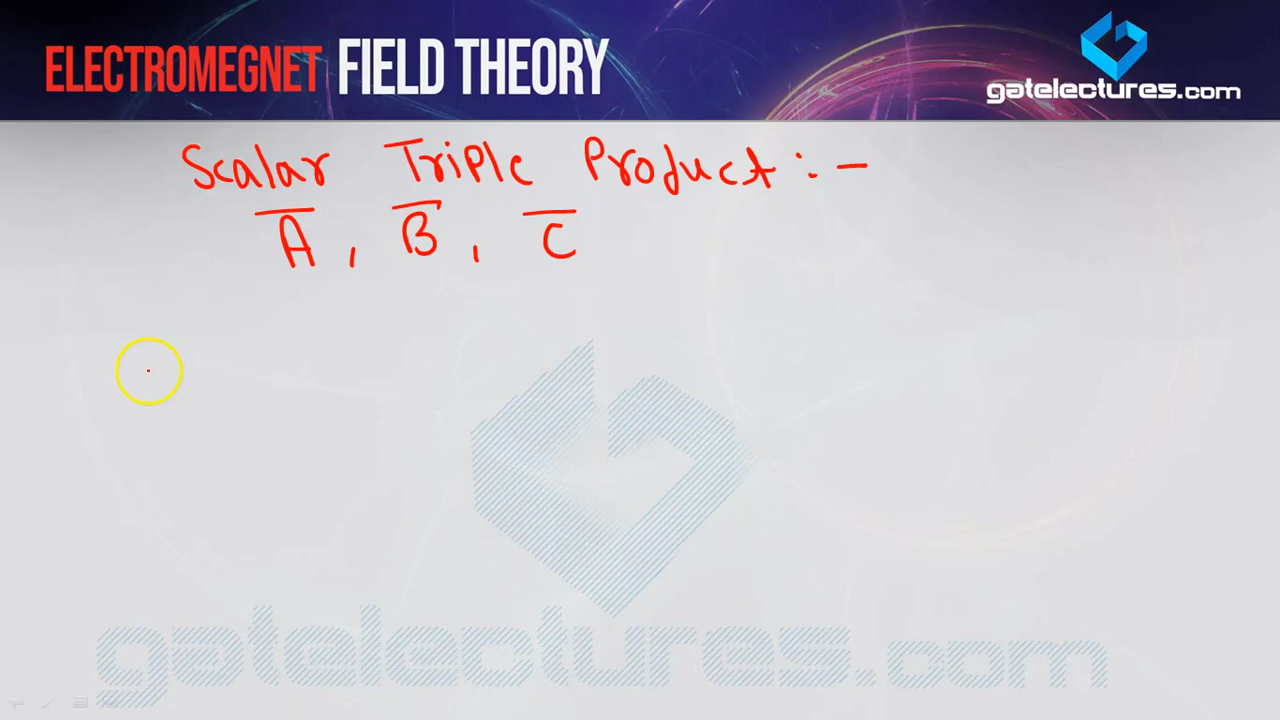 ELECTROMEGNET FIELD THEORY
gatelectures.com
Scalar Triple Product :-
A̅ , B̅ , C̅
gatelectures.com